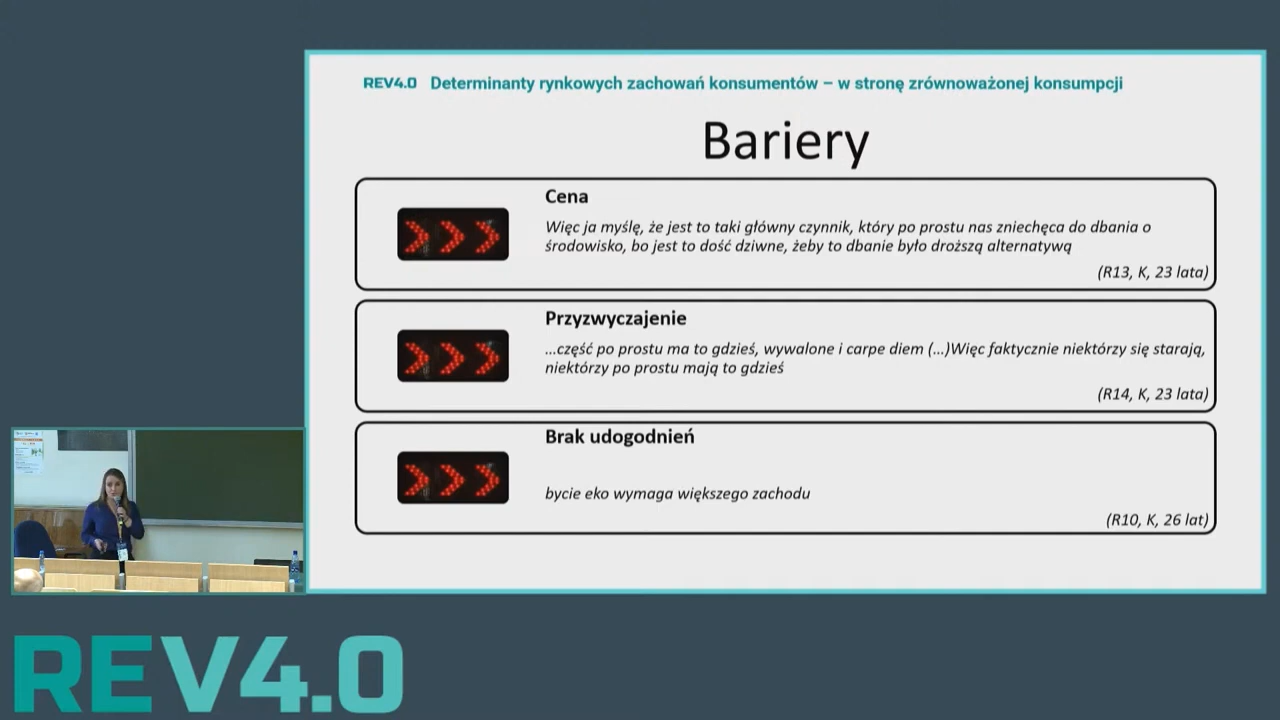 REV4.0 Determinanty rynkowych zachowań konsumentów – w stronę zrównoważonej konsumpcji
Bariery
Cena
Więc ja myślę, że jest to taki główny czynnik, który po prostu nas zniechęca do dbania o
środowisko, bo jest to dość dziwne, żeby to dbanie było droższą alternatywą
(R13, K, 23 lata)
Przyzwyczajenie
...część po prostu ma to gdzieś, wywalone i carpe diem (...)Więc faktycznie niektórzy się starają,
niektórzy po prostu mają to gdzieś
(R14, K, 23 lata)
Brak udogodnień
bycie eko wymaga większego zachodu
(R10, K, 26 lat)
REV4.0